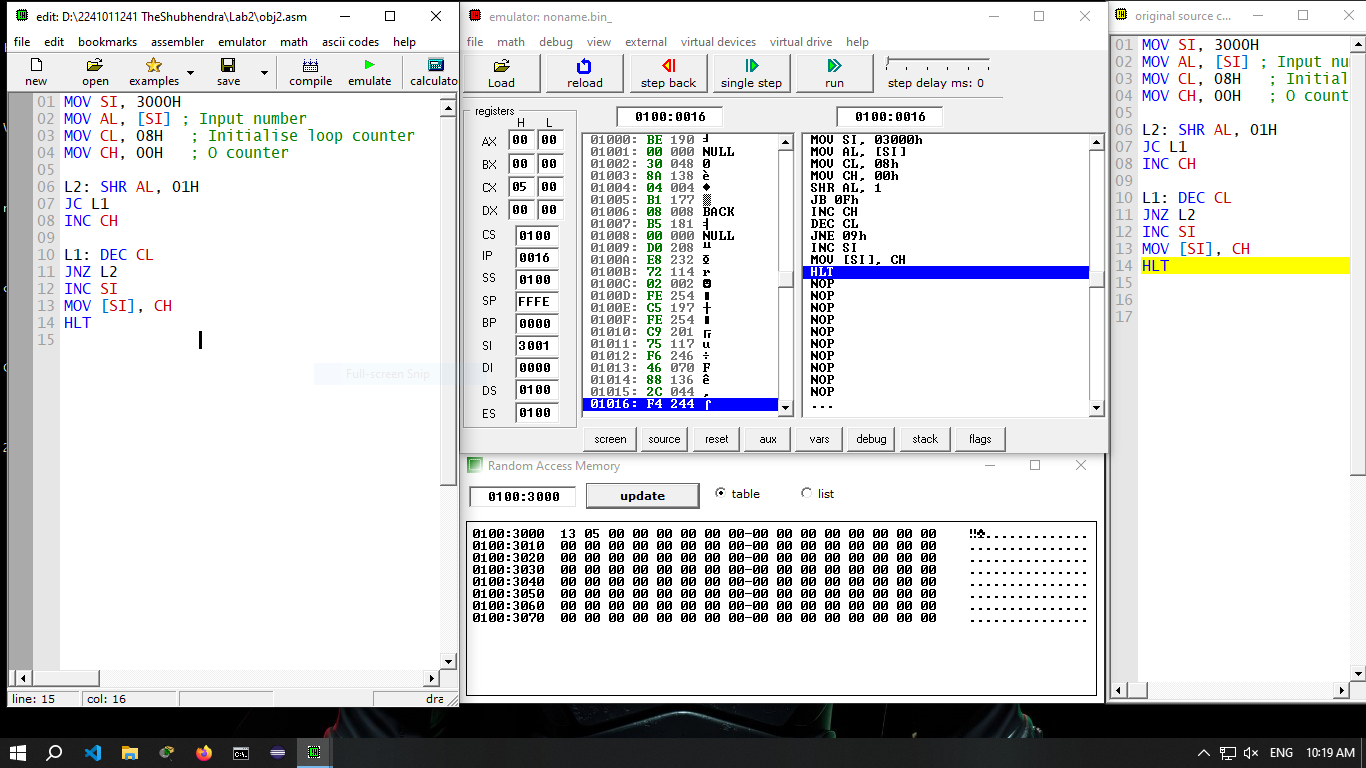 edit: D:\2241011241 TheShubhendra\Lab2\obj2.asm
file edit bookmarks assembler emulator math ascii codes help
new open examples save compile emulate calculato
01 MOV SI, 3000H
02 MOV AL, [SI] ; Input number
03 MOV CL, 08H ; Initialise loop counter
04 MOV CH, 00H ; O counter
05
06 L2: SHR AL, 01H
07 JC L1
08 INC CH
09
10 L1: DEC CL
11 JNZ L2
12 INC SI
13 MOV [SI], CH
14 HLT
15
Full-screen Snip
line: 15 col: 16 dra
emulator: noname.bin_
file math debug view external virtual devices virtual drive help
Load reload step back single step run step delay ms: 0
registers
H L
AX 00 00
BX 00 00
CX 05 00
DX 00 00
CS 0100
IP 0016
SS 0100
SP FFFE
BP 0000
SI 3001
DI 0000
DS 0100
ES 0100
0100:0016
01000: BE 190 ╛
01001: 00 000 NULL
01002: 30 048 0
01003: 8A 138 è
01004: 04 004 ♦
01005: B1 177 ▒
01006: 08 008 BACK
01007: B5 181 ╡
01008: 00 000 NULL
01009: D0 208 ╨
0100A: E8 232 Φ
0100B: 72 114 r
0100C: 02 002 ☻
0100D: FE 254 ■
0100E: C5 197 ┼
0100F: FE 254 ■
01010: C9 201 ╔
01011: 75 117 u
01012: F6 246 ÷
01013: 46 070 F
01014: 88 136 ê
01015: 2C 044 ,
01016: F4 244 ⌠
0100:0016
MOV SI, 03000h
MOV AL, [SI]
MOV CL, 08h
MOV CH, 00h
SHR AL, 1
JB 0Fh
INC CH
DEC CL
JNE 09h
INC SI
MOV [SI], CH
HLT
NOP
NOP
NOP
NOP
NOP
NOP
NOP
NOP
NOP
NOP
...
screen source reset aux vars debug stack flags
Random Access Memory
0100:3000 update table list
0100:3000 13 05 00 00 00 00 00 00-00 00 00 00 00 00 00 00 ‼♣..............
0100:3010 00 00 00 00 00 00 00 00-00 00 00 00 00 00 00 00 ................
0100:3020 00 00 00 00 00 00 00 00-00 00 00 00 00 00 00 00 ................
0100:3030 00 00 00 00 00 00 00 00-00 00 00 00 00 00 00 00 ................
0100:3040 00 00 00 00 00 00 00 00-00 00 00 00 00 00 00 00 ................
0100:3050 00 00 00 00 00 00 00 00-00 00 00 00 00 00 00 00 ................
0100:3060 00 00 00 00 00 00 00 00-00 00 00 00 00 00 00 00 ................
0100:3070 00 00 00 00 00 00 00 00-00 00 00 00 00 00 00 00 ................
original source c...
01 MOV SI, 3000H
02 MOV AL, [SI] ; Input nu
03 MOV CL, 08H ; Initial
04 MOV CH, 00H ; O count
05
06 L2: SHR AL, 01H
07 JC L1
08 INC CH
09
10 L1: DEC CL
11 JNZ L2
12 INC SI
13 MOV [SI], CH
14 HLT
15
16
17
ENG 10:19 AM